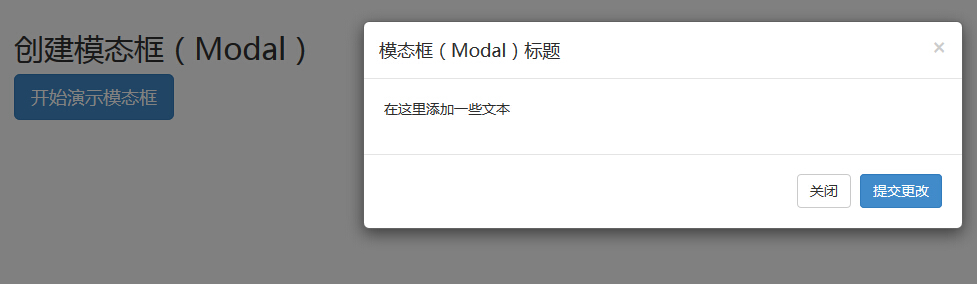 创建模态框（Modal）
开始演示模态框
模态框（Modal）标题
×
在这里添加一些文本
关闭
提交更改